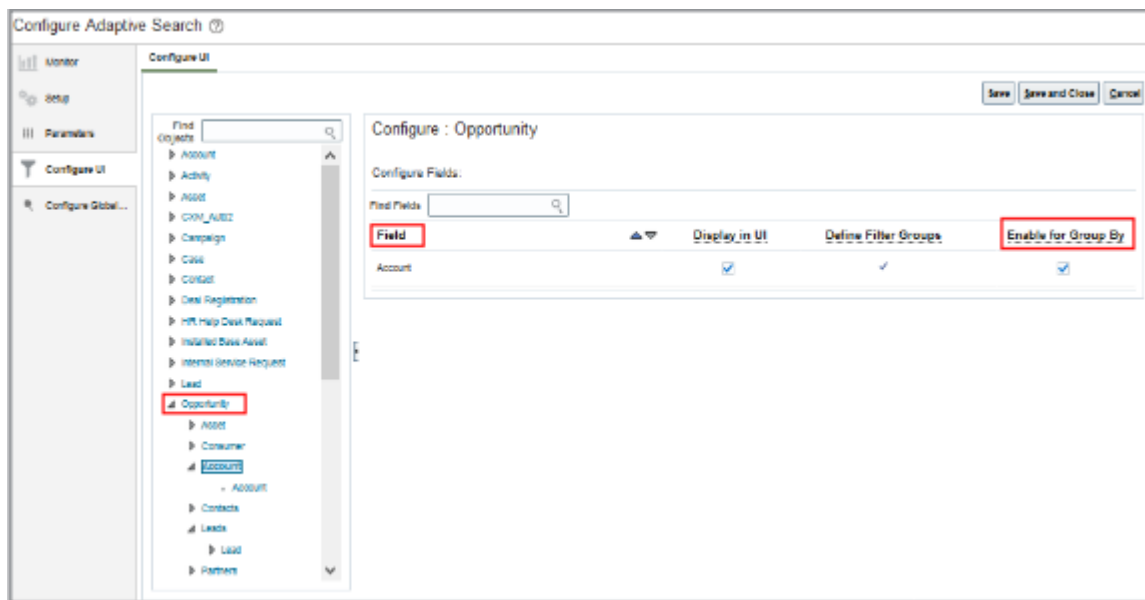 Configure Adaptive Search
Monitor
Setup
Parameters
Configure UI
Configure Global...
Configure UI
Save
Save and Close
Cancel
Find
Objects
Account
Activity
Asset
CXM_AUB2
Campaign
Case
Contact
Deal Registration
HR Help Desk Request
Installed Base Asset
Internal Service Request
Lead
Opportunity
Asset
Consumer
Account
Account
Contacts
Leads
Lead
Partners
Configure : Opportunity
Configure Fields:
Find Fields
Field Display in UI Define Filter Groups Enable for Group By
Account